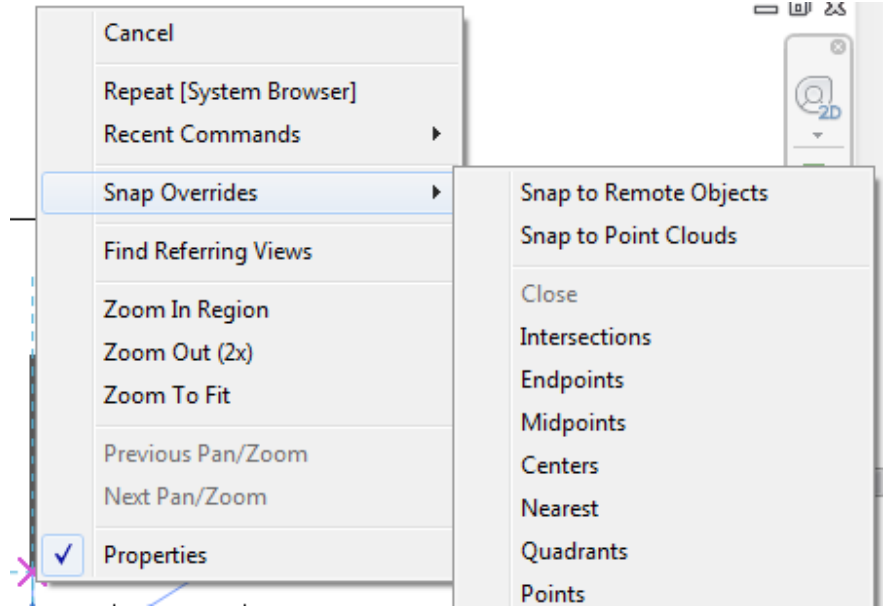 Cancel
Repeat [System Browser]
Recent Commands
Snap Overrides
Find Referring Views
Zoom In Region
Zoom Out (2x)
Zoom To Fit
Previous Pan/Zoom
Next Pan/Zoom
Properties
2D
Snap to Remote Objects
Snap to Point Clouds
Close
Intersections
Endpoints
Midpoints
Centers
Nearest
Quadrants
Points